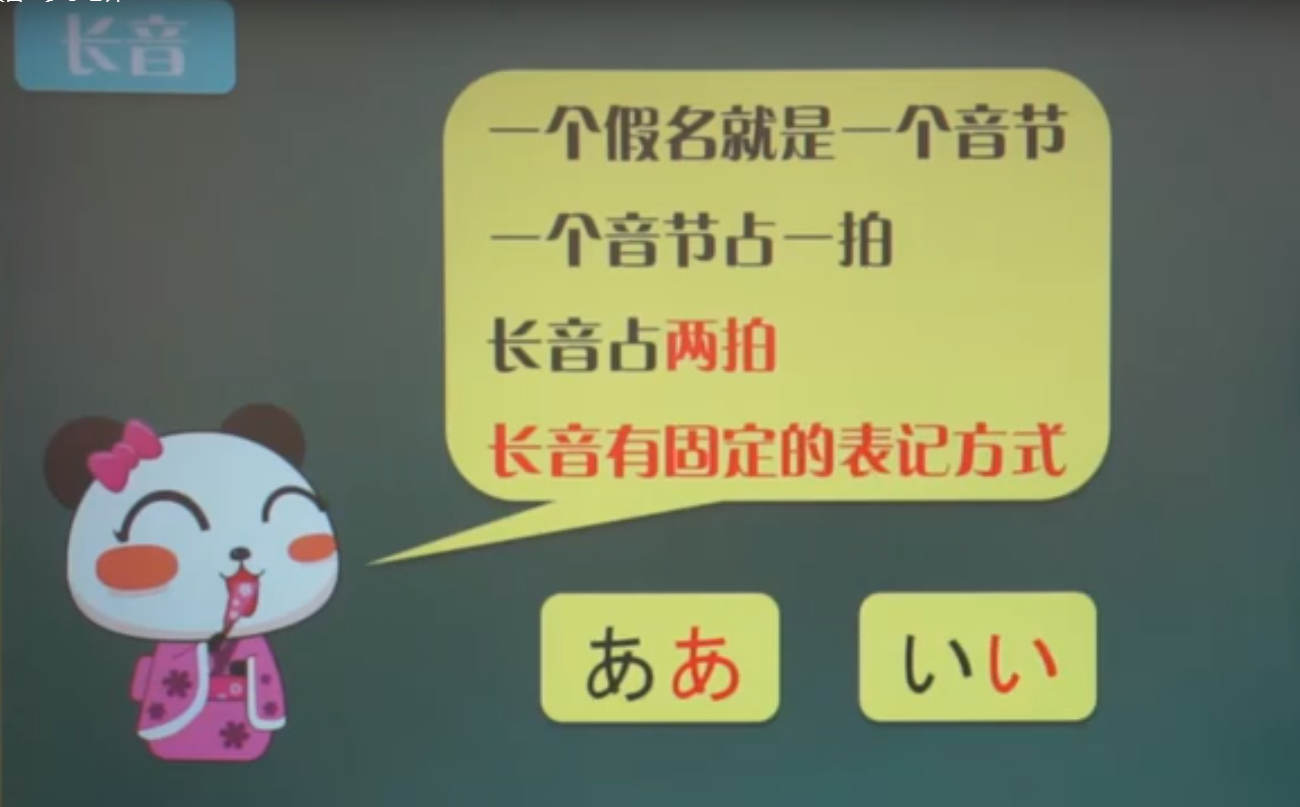 长音
一个假名就是一个音节
一个音节占一拍
长音占两拍
长音有固定的表记方式
ああ
いい